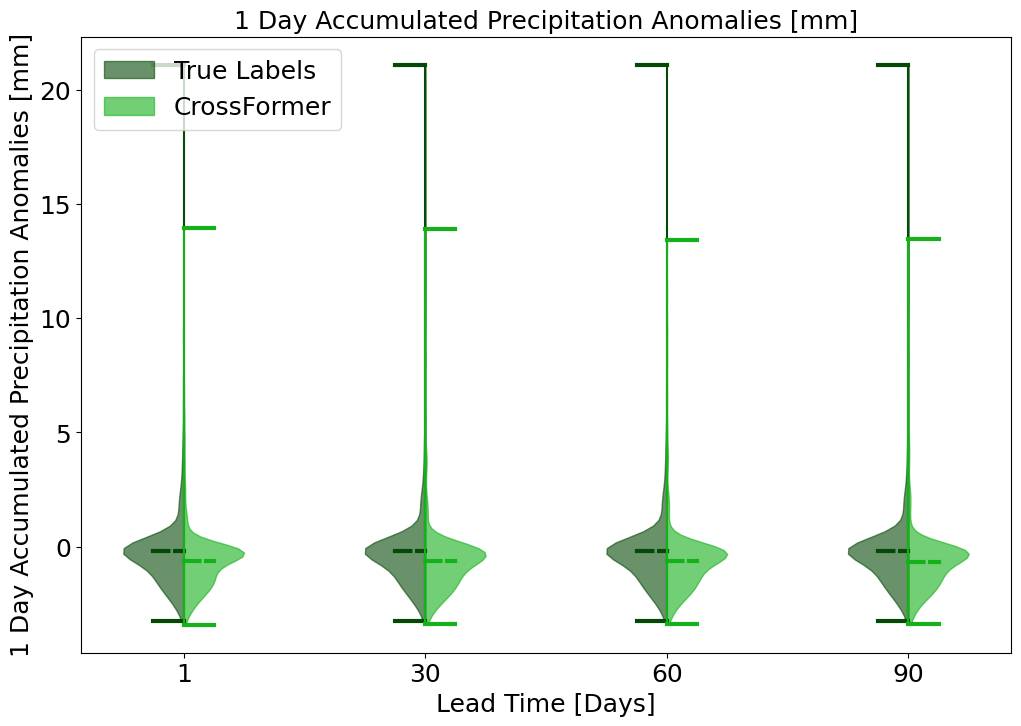 1 Day Accumulated Precipitation Anomalies [mm]
1 Day Accumulated Precipitation Anomalies [mm]
True Labels
CrossFormer
20
15
10
5
0
1
30
60
90
Lead Time [Days]